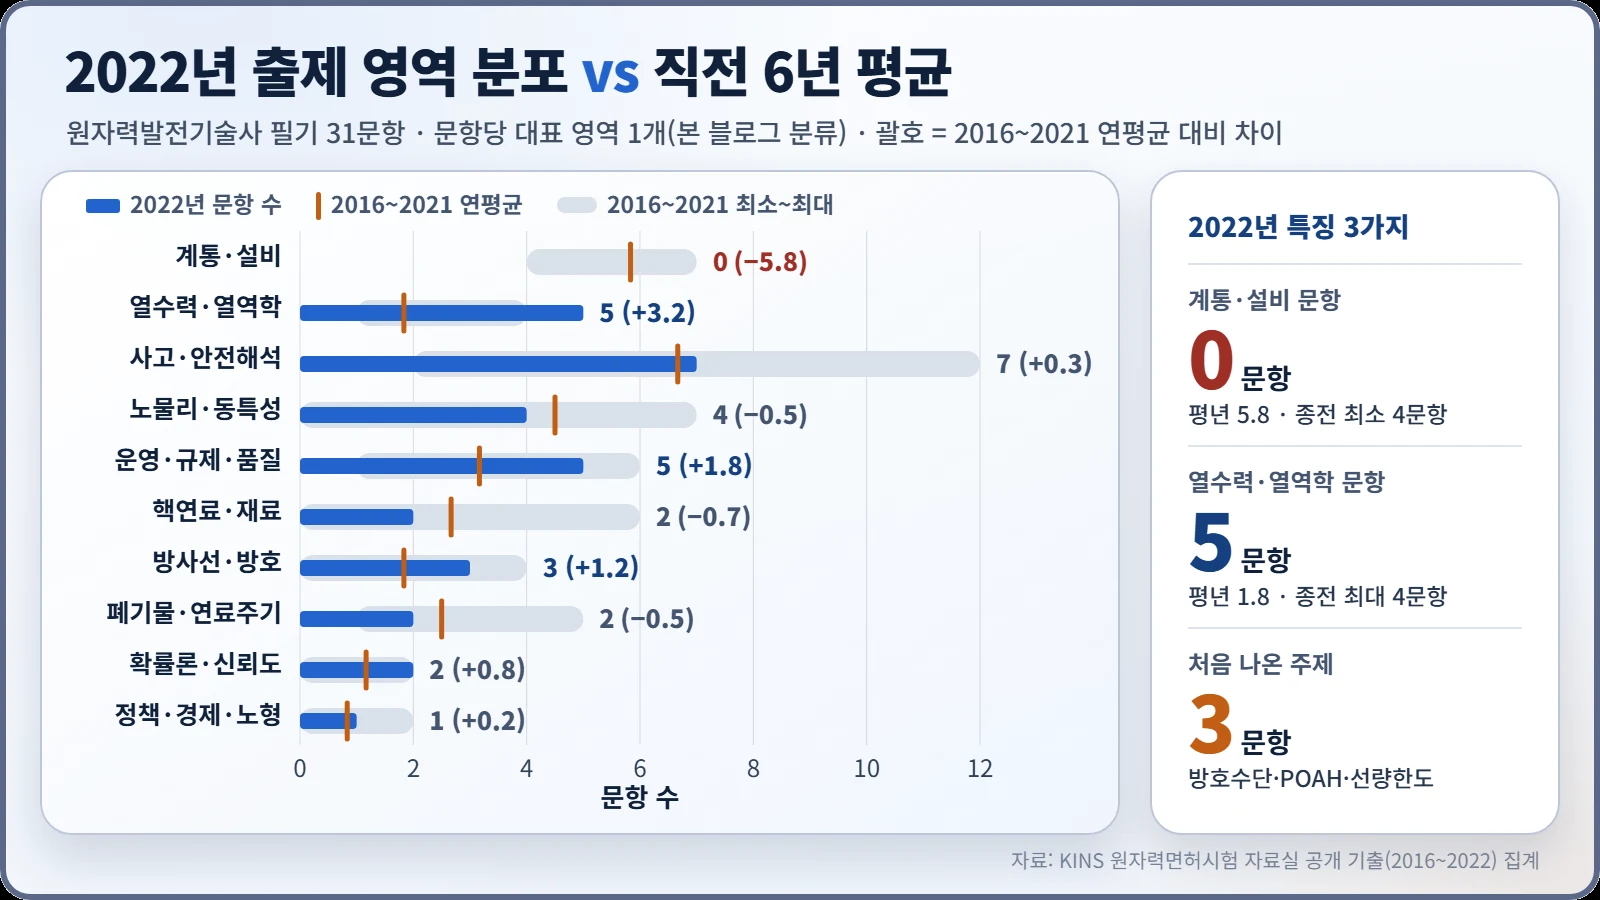 2022년 출제 영역 분포 vs 직전 6년 평균
원자력발전기술사 필기 31문항 · 문항당 대표 영역 1개(본 블로그 분류) · 괄호 = 2016~2021 연평균 대비 차이
2022년 문항 수 2016~2021 연평균 2016~2021 최소~최대
계통·설비 0 (−5.8)
열수력·열역학 5 (+3.2)
사고·안전해석 7 (+0.3)
노물리·동특성 4 (−0.5)
운영·규제·품질 5 (+1.8)
핵연료·재료 2 (−0.7)
방사선·방호 3 (+1.2)
폐기물·연료주기 2 (−0.5)
확률론·신뢰도 2 (+0.8)
정책·경제·노형 1 (+0.2)
0 2 4 6 8 10 12
문항 수
2022년 특징 3가지
계통·설비 문항
0 문항
평년 5.8 · 종전 최소 4문항
열수력·열역학 문항
5 문항
평년 1.8 · 종전 최대 4문항
처음 나온 주제
3 문항
방호수단·POAH·선량한도
자료: KINS 원자력면허시험 자료실 공개 기출(2016~2022) 집계